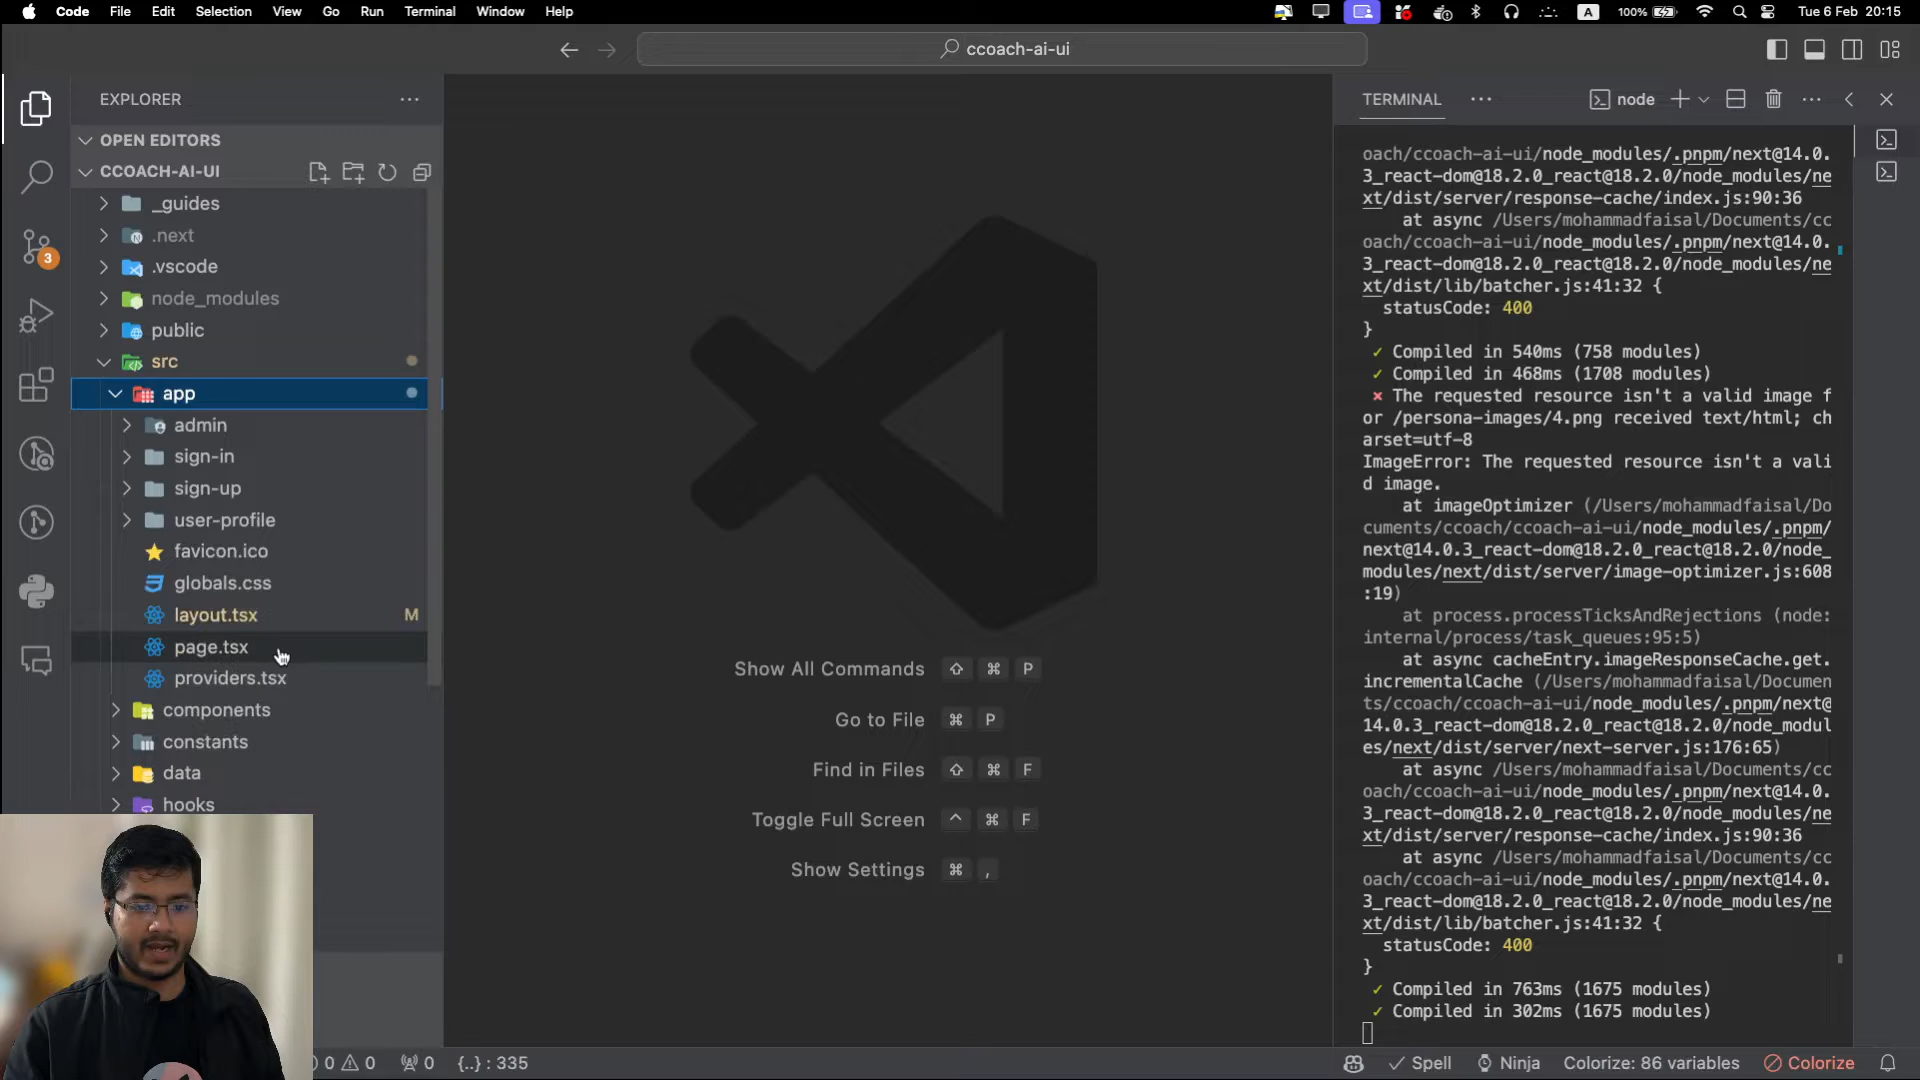 Code File Edit Selection View Go Run Terminal Window Help
A 100% Tue 6 Feb 20:15
ccoach-ai-ui
EXPLORER
OPEN EDITORS
CCOACH-AI-UI
_guides
.next
.vscode
node_modules
public
src
app
admin
sign-in
sign-up
user-profile
favicon.ico
globals.css
layout.tsx M
page.tsx
providers.tsx
components
constants
data
hooks
3
Show All Commands ⇧ ⌘ P
Go to File ⌘ P
Find in Files ⇧ ⌘ F
Toggle Full Screen ^ ⌘ F
Show Settings ⌘ ,
TERMINAL node
oach/ccoach-ai-ui/node_modules/.pnpm/next@14.0.
3_react-dom@18.2.0_react@18.2.0/node_modules/ne
xt/dist/server/response-cache/index.js:90:36
at async /Users/mohammadfaisal/Documents/cc
oach/ccoach-ai-ui/node_modules/.pnpm/next@14.0.
3_react-dom@18.2.0_react@18.2.0/node_modules/ne
xt/dist/lib/batcher.js:41:32 {
statusCode: 400
}
✓ Compiled in 540ms (758 modules)
✓ Compiled in 468ms (1708 modules)
⨯ The requested resource isn't a valid image f
or /persona-images/4.png received text/html; ch
arset=utf-8
ImageError: The requested resource isn't a vali
d image.
at imageOptimizer (/Users/mohammadfaisal/Do
cuments/ccoach/ccoach-ai-ui/node_modules/.pnpm/
next@14.0.3_react-dom@18.2.0_react@18.2.0/node_
modules/next/dist/server/image-optimizer.js:608
:19)
at process.processTicksAndRejections (node:
internal/process/task_queues:95:5)
at async cacheEntry.imageResponseCache.get.
incrementalCache (/Users/mohammadfaisal/Documen
ts/ccoach/ccoach-ai-ui/node_modules/.pnpm/next@
14.0.3_react-dom@18.2.0_react@18.2.0/node_modul
es/next/dist/server/next-server.js:176:65)
at async /Users/mohammadfaisal/Documents/cc
oach/ccoach-ai-ui/node_modules/.pnpm/next@14.0.
3_react-dom@18.2.0_react@18.2.0/node_modules/ne
xt/dist/server/response-cache/index.js:90:36
at async /Users/mohammadfaisal/Documents/cc
oach/ccoach-ai-ui/node_modules/.pnpm/next@14.0.
3_react-dom@18.2.0_react@18.2.0/node_modules/ne
xt/dist/lib/batcher.js:41:32 {
statusCode: 400
}
✓ Compiled in 763ms (1675 modules)
✓ Compiled in 302ms (1675 modules)
0 0 0 {..} : 335
Spell Ninja Colorize: 86 variables Colorize